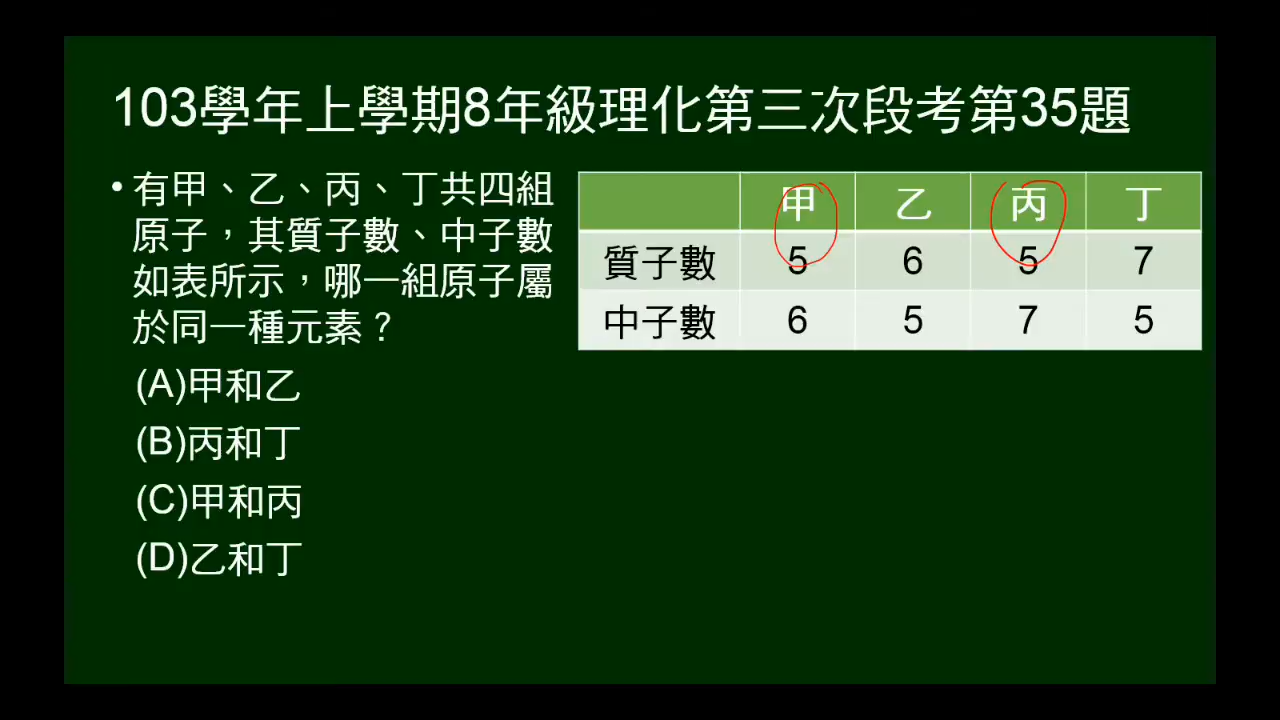 103學年上學期8年級理化第三次段考第35題
•有甲、乙、丙、丁共四組
原子，其質子數、中子數
如表所示，哪一組原子屬
於同一種元素？
(A)甲和乙
(B)丙和丁
(C)甲和丙
(D)乙和丁
甲 乙 丙 丁
質子數 5 6 5 7
中子數 6 5 7 5